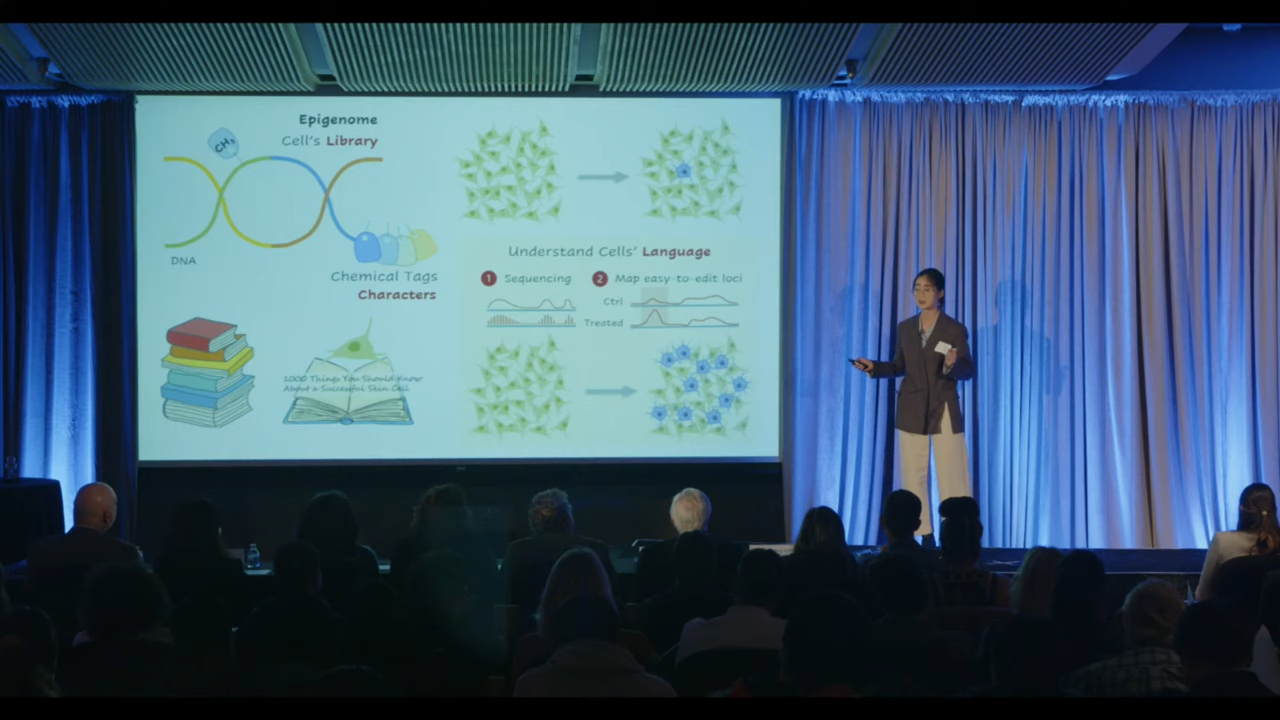 Epigenome
Cell's Library
CH₃
DNA
Chemical Tags
Characters
1000 Things You Should Know
About a Successful Skin Cell
Understand Cells' Language
1 Sequencing
2 Map easy-to-edit loci
Ctrl
Treated